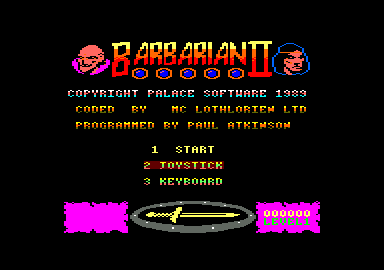 BARBARIAN II
COPYRIGHT PALACE SOFTWARE 1989
CODED BY MC LOTHLORIEN LTD
PROGRAMMED BY PAUL ATKINSON
1 START
2 JOYSTICK
3 KEYBOARD
000000
LEVEL1